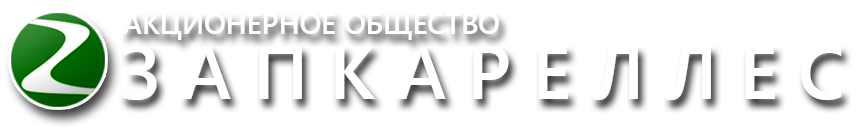 АКЦИОНЕРНОЕ ОБЩЕСТВО
ЗАПКАРЕЛЛЕС